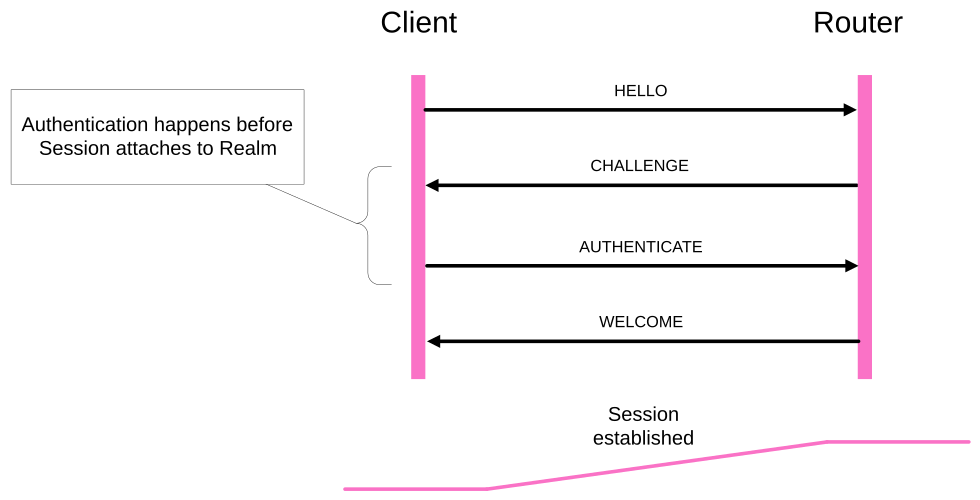 Client
Router
HELLO
Authentication happens before
Session attaches to Realm
CHALLENGE
AUTHENTICATE
WELCOME
Session
established